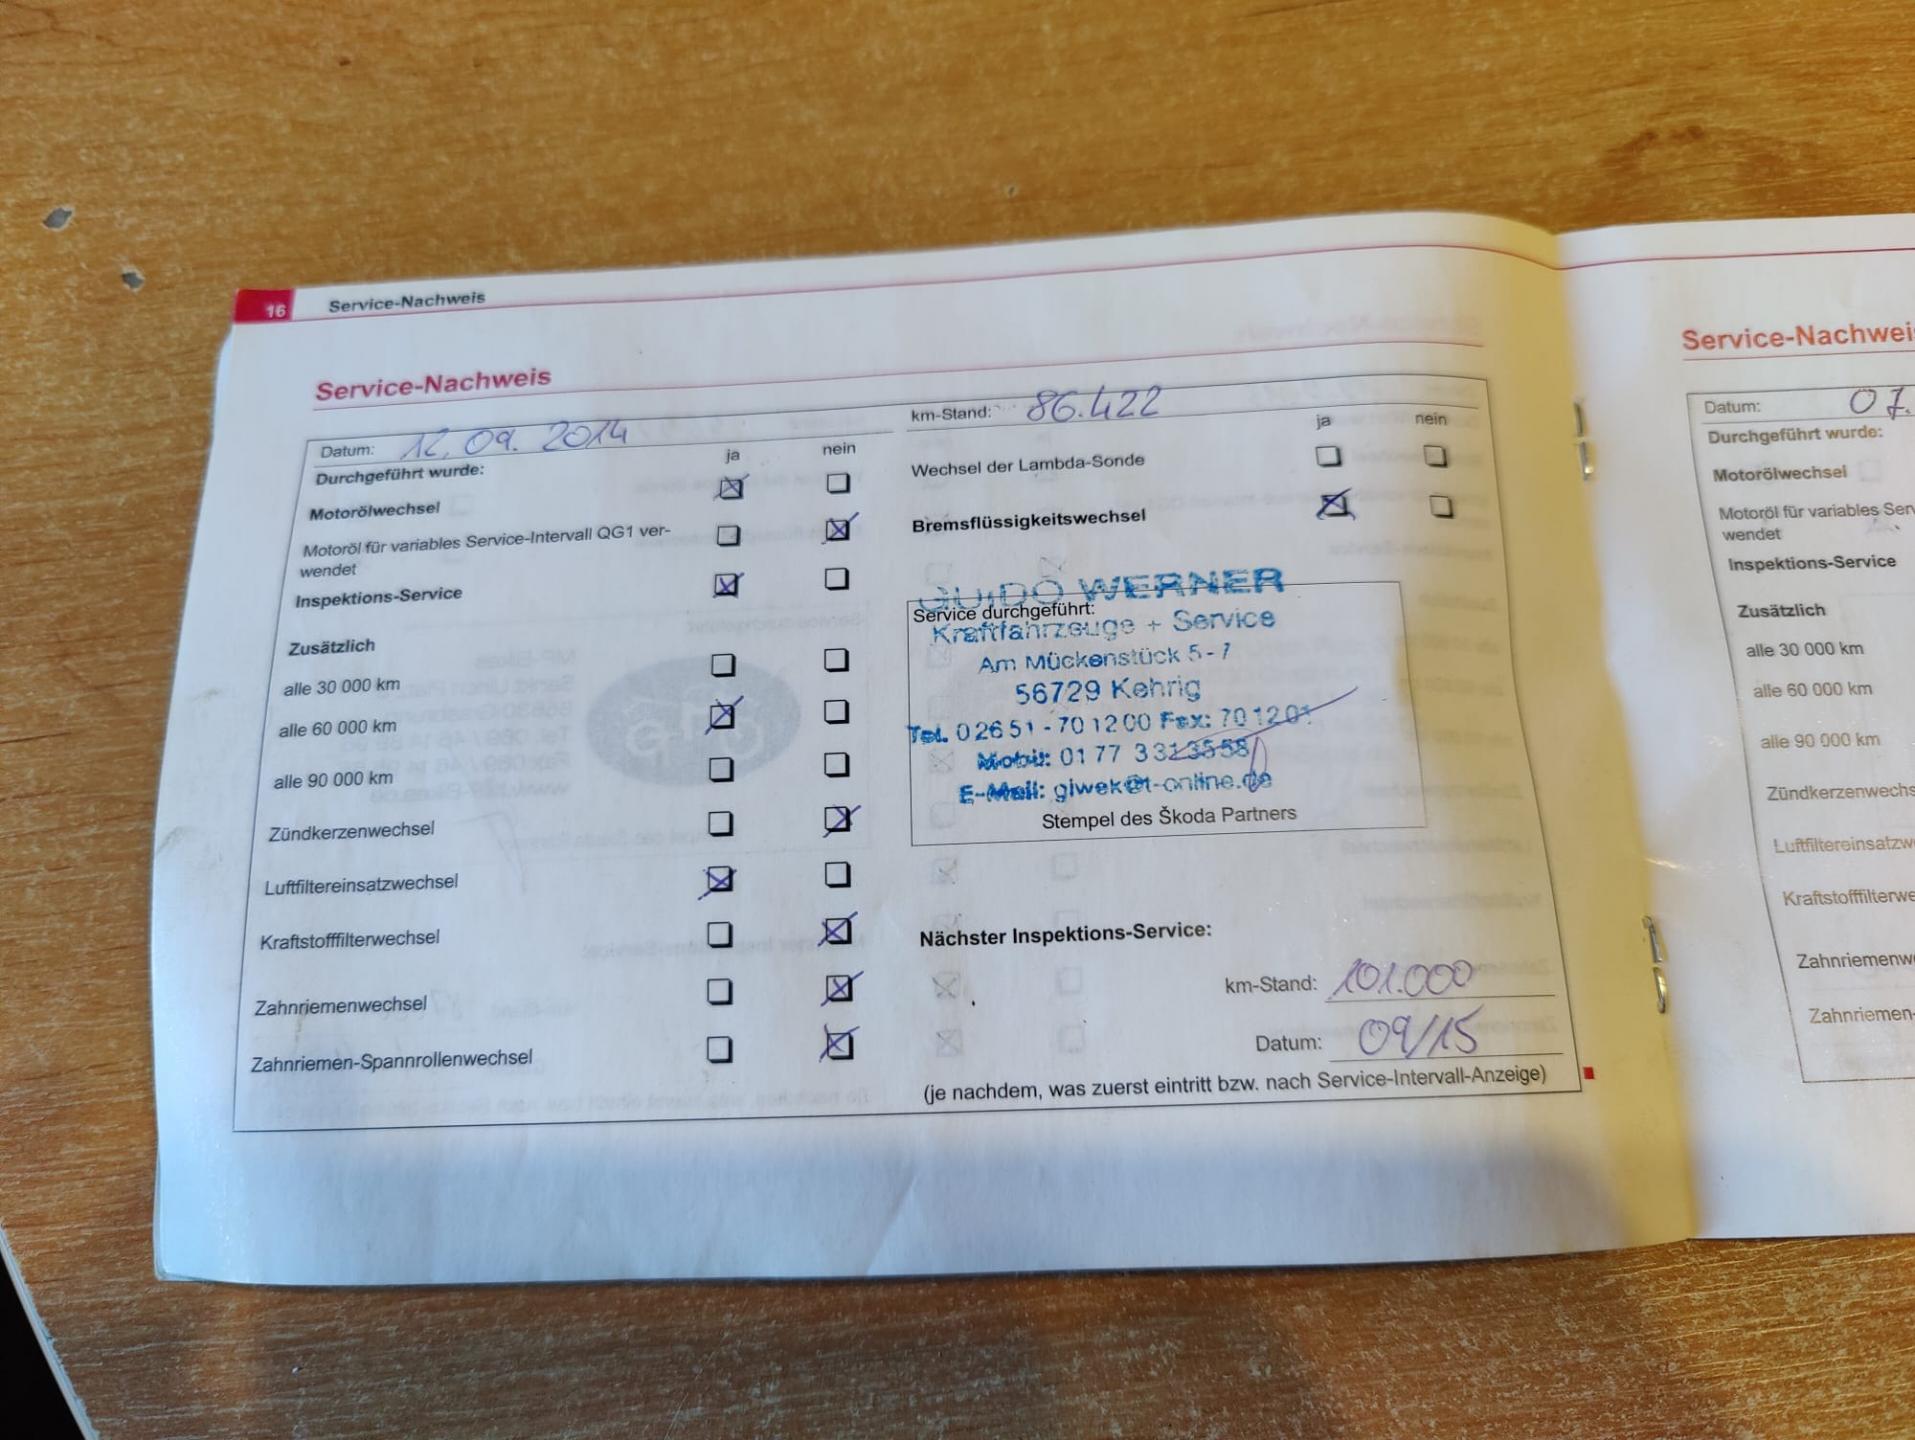 16 Service-Nachweis
Service-Nachweis
Datum: 12.09.2014
ja nein
Durchgeführt wurde:
Motorölwechsel
Motoröl für variables Service-Intervall QG1 ver-
wendet
Inspektions-Service
Zusätzlich
alle 30 000 km
alle 60 000 km
alle 90 000 km
Zündkerzenwechsel
Luftfiltereinsatzwechsel
Kraftstofffilterwechsel
Zahnriemenwechsel
Zahnriemen-Spannrollenwechsel
km-Stand: 86.422
ja nein
Wechsel der Lambda-Sonde
Bremsflüssigkeitswechsel
GUIDO WERNER
Service durchgeführt:
Kraftfahrzeuge + Service
Am Mückenstück 5-7
56729 Kehrig
Tel. 02651-701200 Fax: 701201
Mobil: 0177 3313558
E-Mail: giwek@t-online.de
Stempel des Škoda Partners
Nächster Inspektions-Service:
km-Stand: 101.000
Datum: 09/15
(je nachdem, was zuerst eintritt bzw. nach Service-Intervall-Anzeige)
Service-Nachwei
Datum: 07.
Durchgeführt wurde:
Motorölwechsel
Motoröl für variables Ser
wendet
Inspektions-Service
Zusätzlich
alle 30 000 km
alle 60 000 km
alle 90 000 km
Zündkerzenwechs
Luftfiltereinsatzw
Kraftstofffilterwe
Zahnriemenw
Zahnriemen-